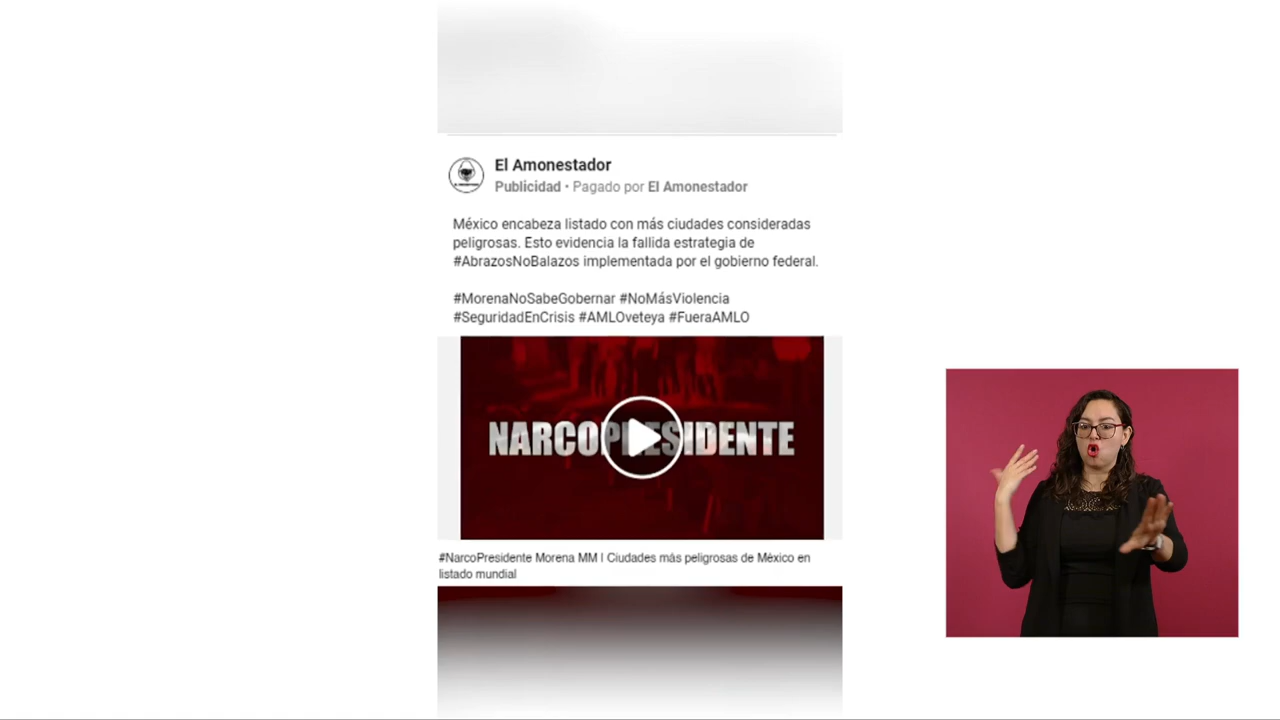 El Amonestador
Publicidad • Pagado por El Amonestador
México encabeza listado con más ciudades consideradas
peligrosas. Esto evidencia la fallida estrategia de
#AbrazosNoBalazos implementada por el gobierno federal.
#MorenaNoSabeGobernar #NoMásViolencia
#SeguridadEnCrisis #AMLOveteya #FueraAMLO
NARCOPRESIDENTE
#NarcoPresidente Morena MM | Ciudades más peligrosas de México en
listado mundial